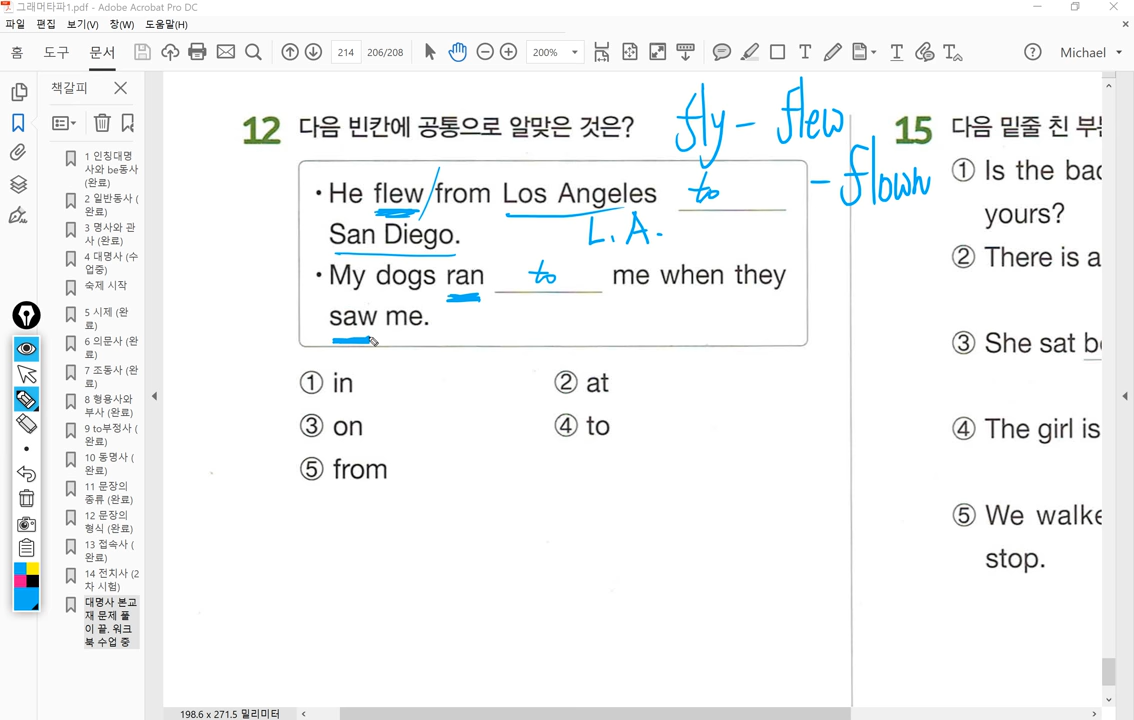 그래머타파1.pdf - Adobe Acrobat Pro DC
파일 편집 보기(V) 창(W) 도움말(H)
홈 도구 문서 214 206/208 200% Michael
책갈피
1 인칭대명
사와 be동사
(완료)
2 일반동사 (
완료)
3 명사와 관
사 (완료)
4 대명사 (수
업중)
숙제 시작
5 시제 (완
료)
6 의문사 (완
료)
7 조동사 (완
료)
8 형용사와
부사 (완료)
9 to부정사 (
완료)
10 동명사 (
완료)
11 문장의
종류 (완료)
12 문장의
형식 (완료)
13 접속사 (
완료)
14 전치사 (2
차 시험)
대명사 본교
재 문제 풀
이 끝. 워크
북 수업 중
12 다음 빈칸에 공통으로 알맞은 것은?
fly - flew
- flown
• He flew / from Los Angeles to
L.A.
San Diego.
• My dogs ran to me when they
saw me.
① in ② at
③ on ④ to
⑤ from
15 다음 밑줄 친 부
① Is the bac
yours?
② There is a
③ She sat be
④ The girl is
⑤ We walke
stop.
198.6 x 271.5 밀리미터